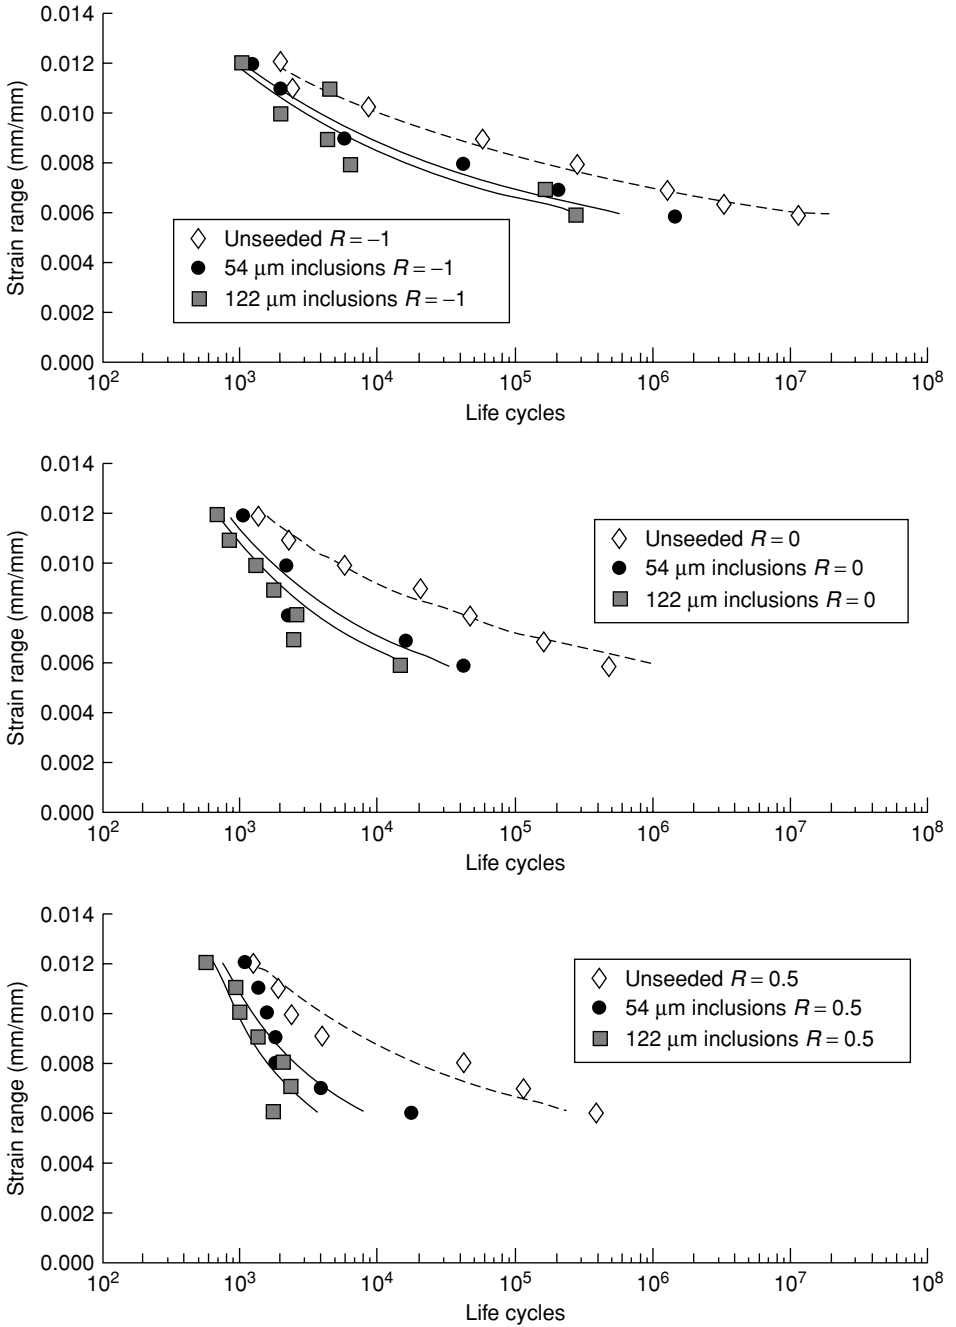 0.014
0.012
0.010
0.008
0.006
0.004
0.002
0.000
Strain range (mm/mm)
Unseeded R = −1
54 μm inclusions R = −1
122 μm inclusions R = −1
10² 10³ 10⁴ 10⁵ 10⁶ 10⁷ 10⁸
Life cycles
0.014
0.012
0.010
0.008
0.006
0.004
0.002
0.000
Strain range (mm/mm)
Unseeded R = 0
54 μm inclusions R = 0
122 μm inclusions R = 0
10² 10³ 10⁴ 10⁵ 10⁶ 10⁷ 10⁸
Life cycles
0.014
0.012
0.010
0.008
0.006
0.004
0.002
0.000
Strain range (mm/mm)
Unseeded R = 0.5
54 μm inclusions R = 0.5
122 μm inclusions R = 0.5
10² 10³ 10⁴ 10⁵ 10⁶ 10⁷ 10⁸
Life cycles